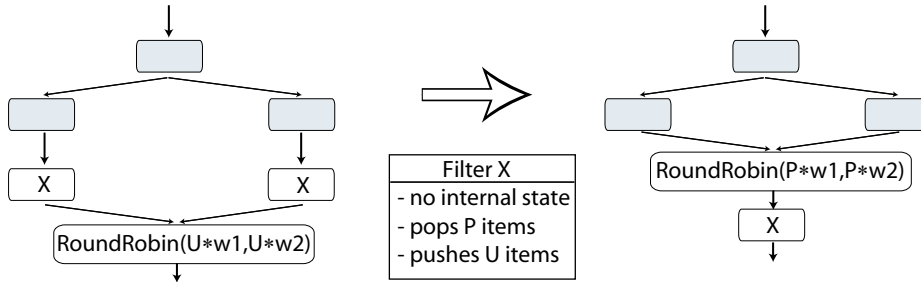 X
X
RoundRobin(U*w1,U*w2)
Filter X
- no internal state
- pops P items
- pushes U items
RoundRobin(P*w1,P*w2)
X